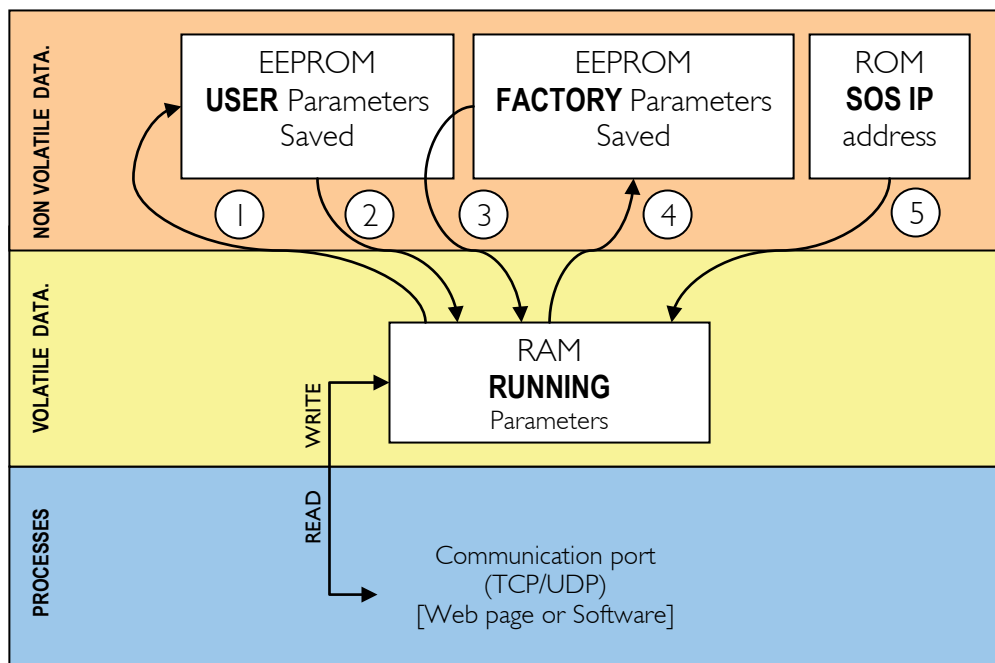 NON VOLATILE DATA.
EEPROM
USER Parameters
Saved
EEPROM
FACTORY Parameters
Saved
ROM
SOS IP
address
1
2
3
4
5
VOLATILE DATA.
RAM
RUNNING
Parameters
WRITE
READ
PROCESSES
Communication port
(TCP/UDP)
[Web page or Software]